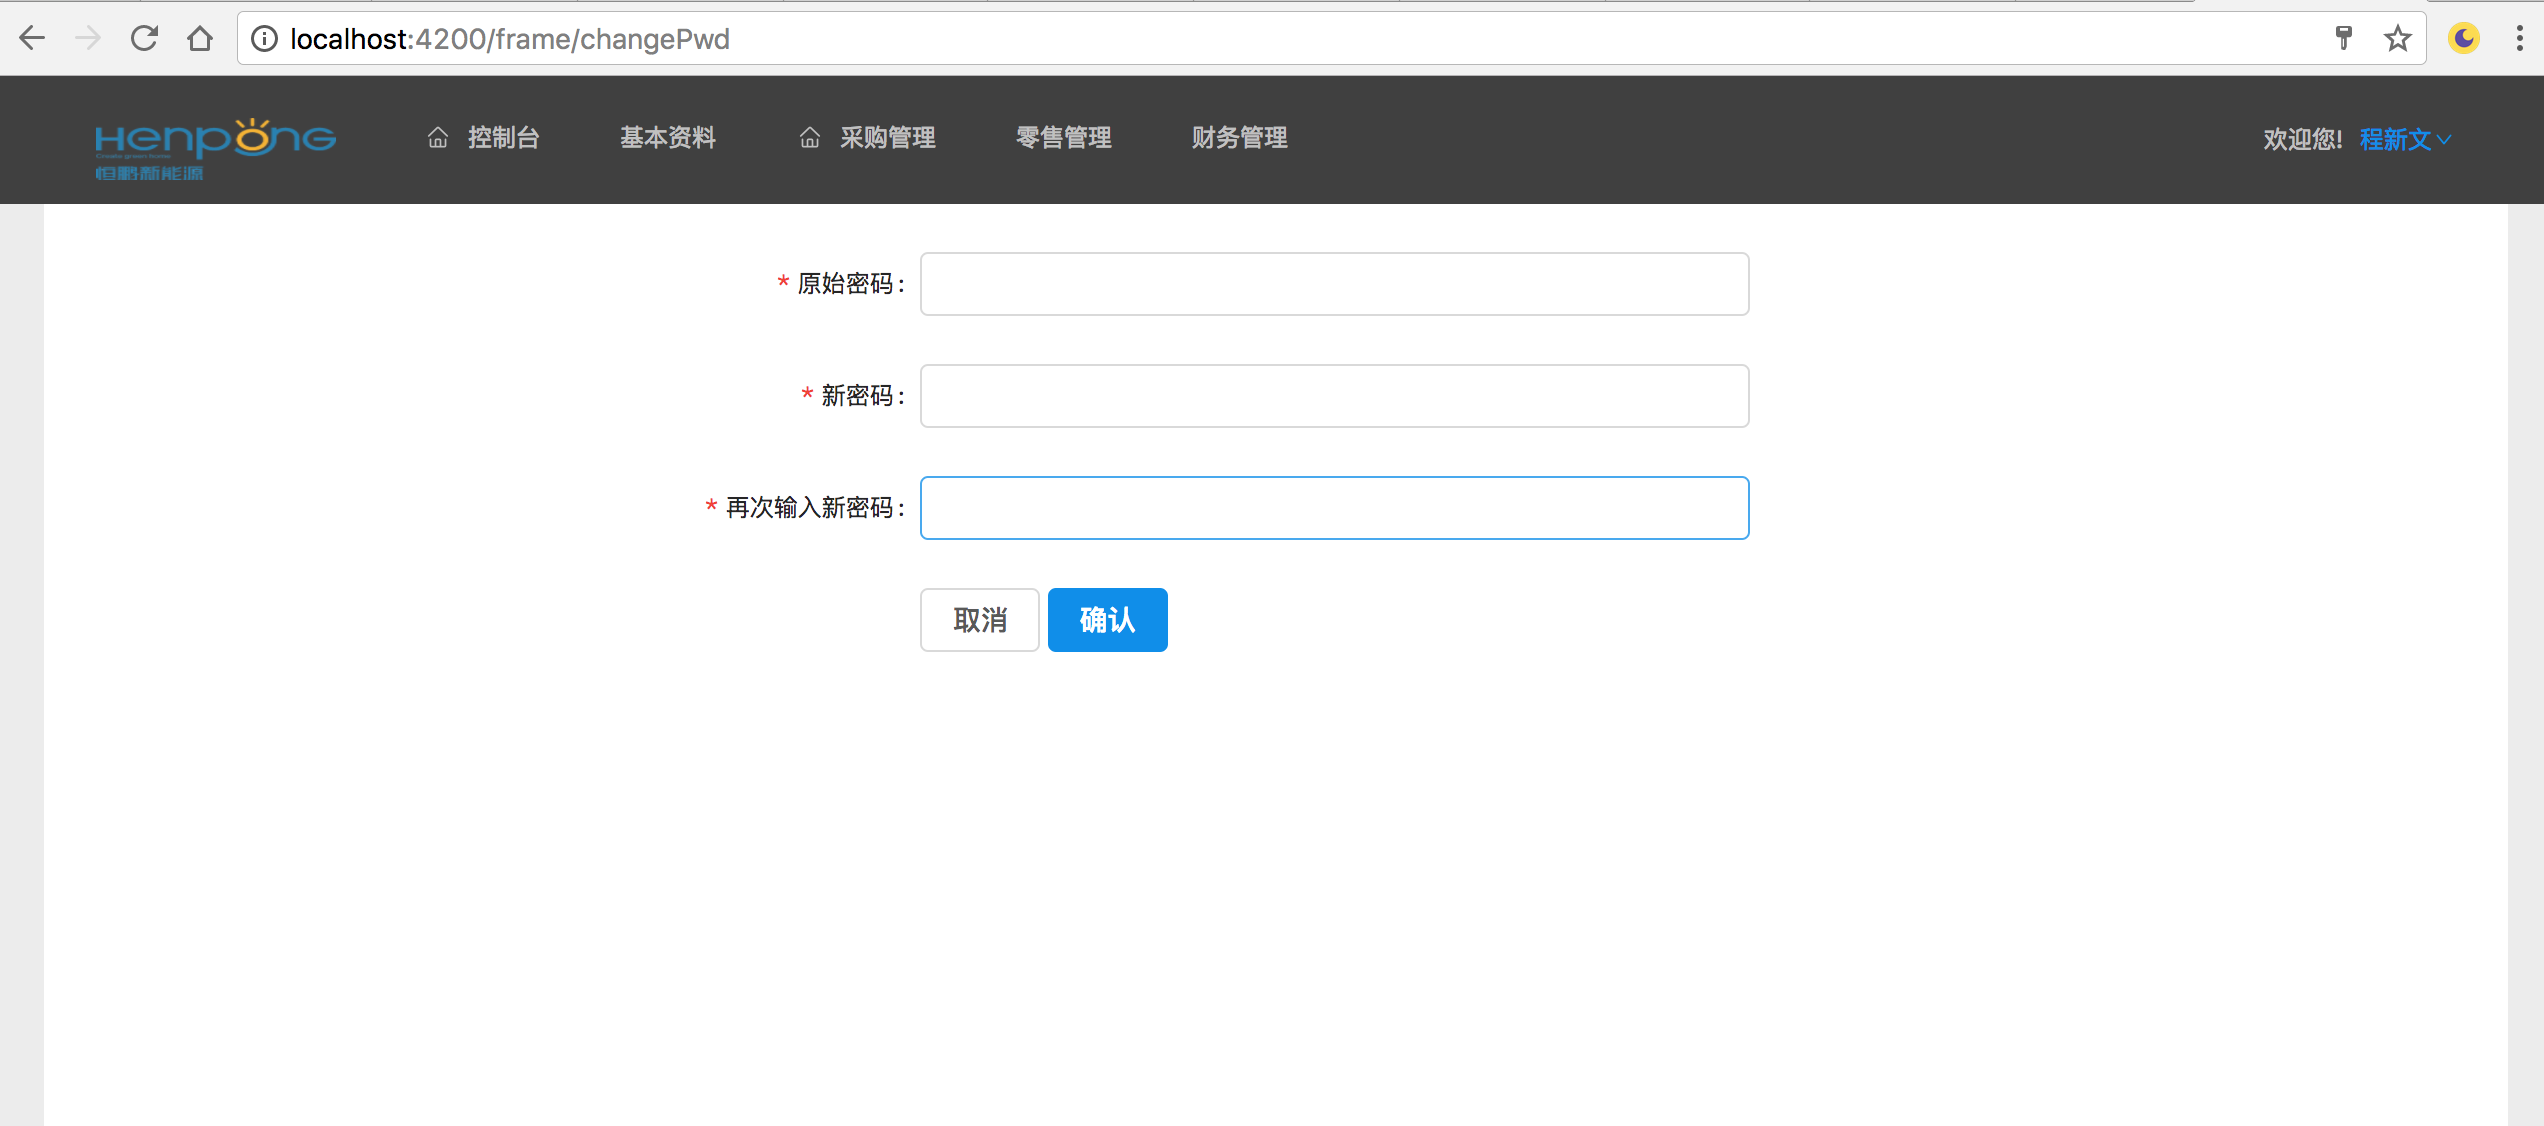 localhost:4200/frame/changePwd
Henpong
Create green home
恒鹏新能源
控制台 基本资料 采购管理 零售管理 财务管理 欢迎您! 程新文
* 原始密码:
* 新密码:
* 再次输入新密码:
取消 确认